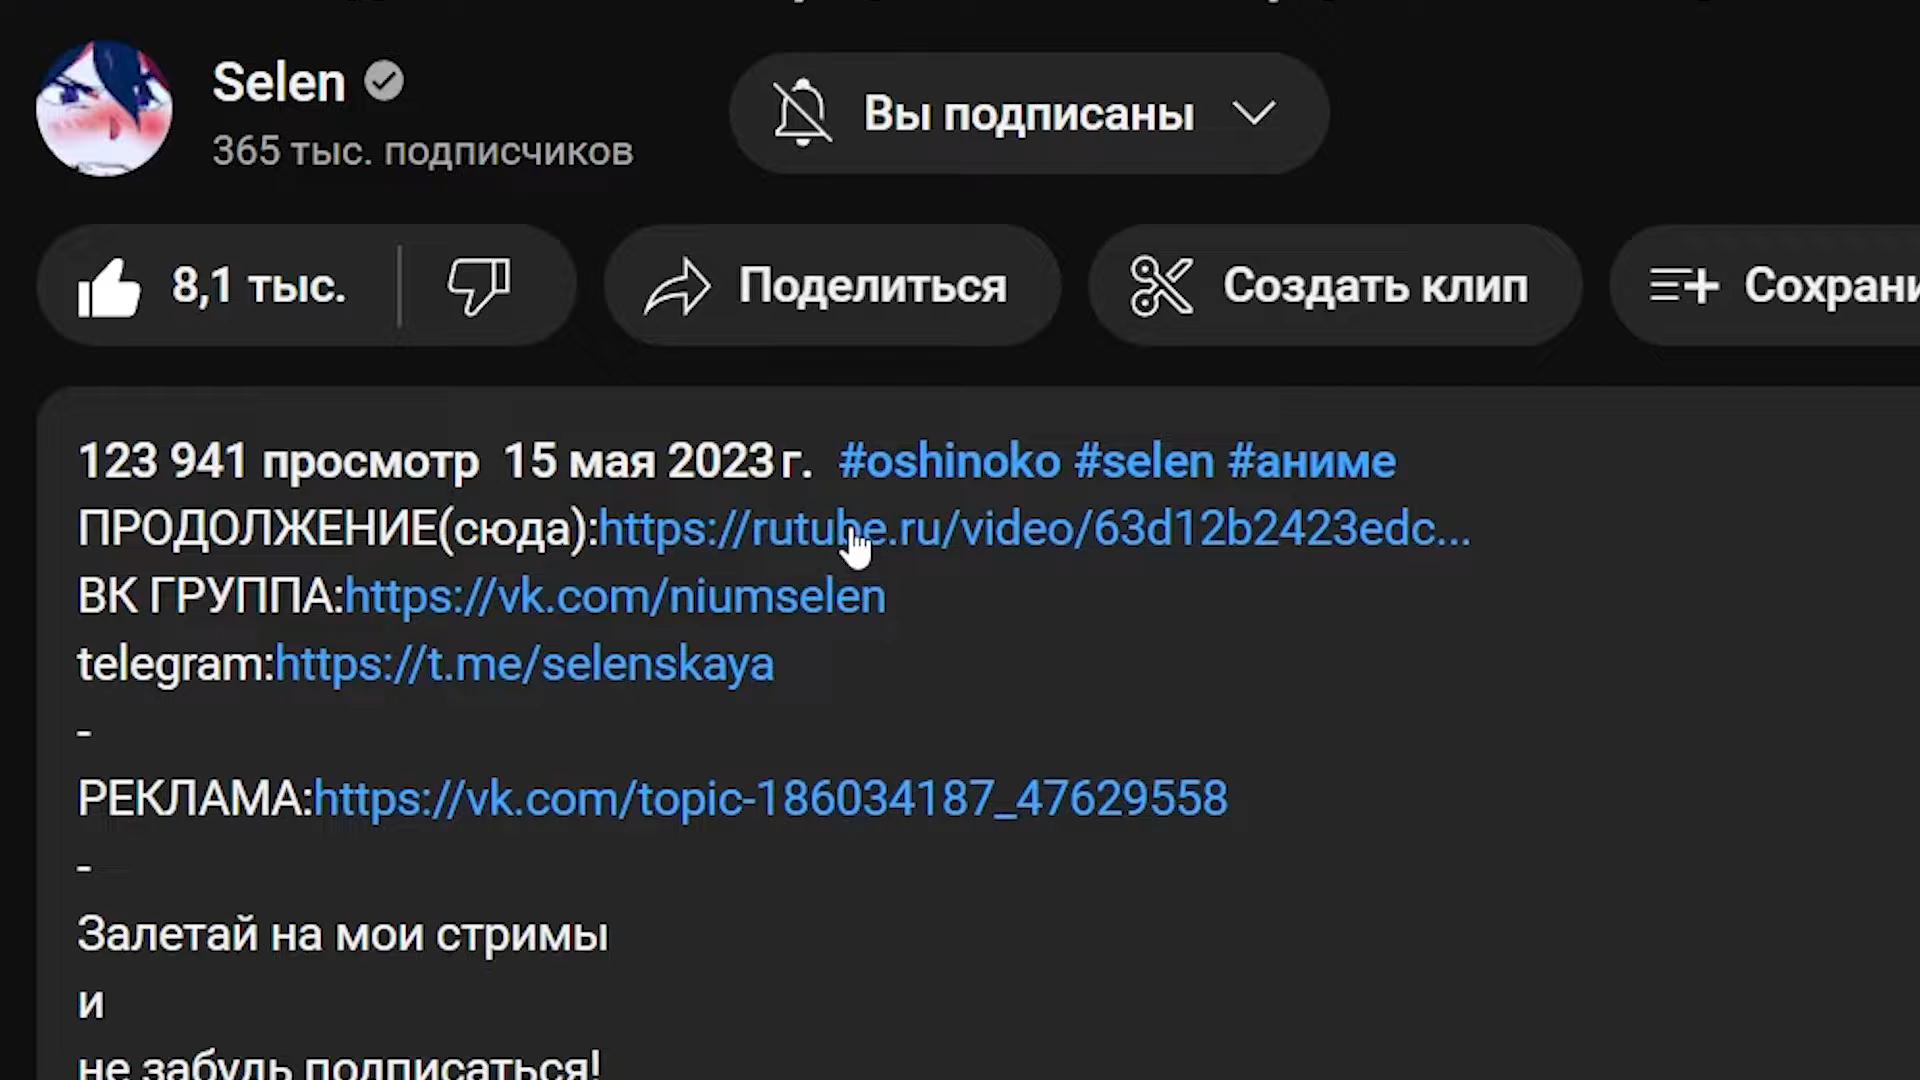 Selen
365 тыс. подписчиков
Вы подписаны
8,1 тыс.
Поделиться
Создать клип
Сохрани
123 941 просмотр 15 мая 2023 г. #oshinoko #selen #аниме
ПРОДОЛЖЕНИЕ(сюда):https://rutube.ru/video/63d12b2423edc...
ВК ГРУППА:https://vk.com/niumselen
telegram:https://t.me/selenskaya
-
РЕКЛАМА:https://vk.com/topic-186034187_47629558
-
Залетай на мои стримы
и
не забудь подписаться!